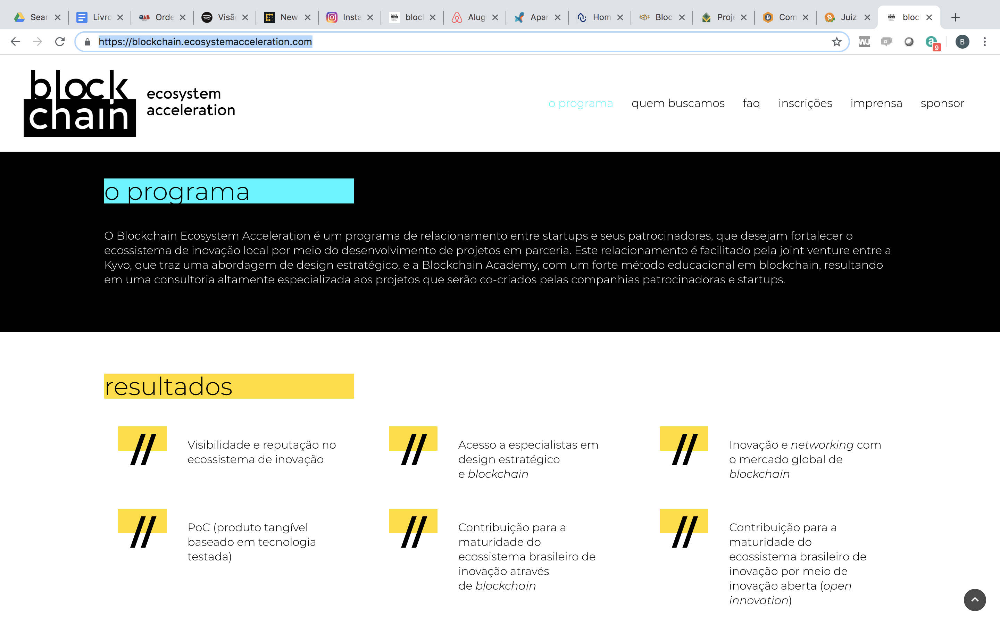 Sear Livro Orde Visão New Insta block Alug Apar Hom Bloc Proje Com Juiz bloc
https://blockchain.ecosystemacceleration.com
WJ a a 9 B
block
chain
ecosystem
acceleration
o programa quem buscamos faq inscrições imprensa sponsor
o programa
O Blockchain Ecosystem Acceleration é um programa de relacionamento entre startups e seus patrocinadores, que desejam fortalecer o
ecossistema de inovação local por meio do desenvolvimento de projetos em parceria. Este relacionamento é facilitado pela joint venture entre a
Kyvo, que traz uma abordagem de design estratégico, e a Blockchain Academy, com um forte método educacional em blockchain, resultando
em uma consultoria altamente especializada aos projetos que serão co-criados pelas companhias patrocinadoras e startups.
resultados
// Visibilidade e reputação no
ecossistema de inovação
// Acesso a especialistas em
design estratégico
e blockchain
// Inovação e networking com
o mercado global de
blockchain
// PoC (produto tangível
baseado em tecnologia
testada)
// Contribuição para a
maturidade do
ecossistema brasileiro de
inovação através
de blockchain
// Contribuição para a
maturidade do
ecossistema brasileiro de
inovação por meio de
inovação aberta (open
innovation)